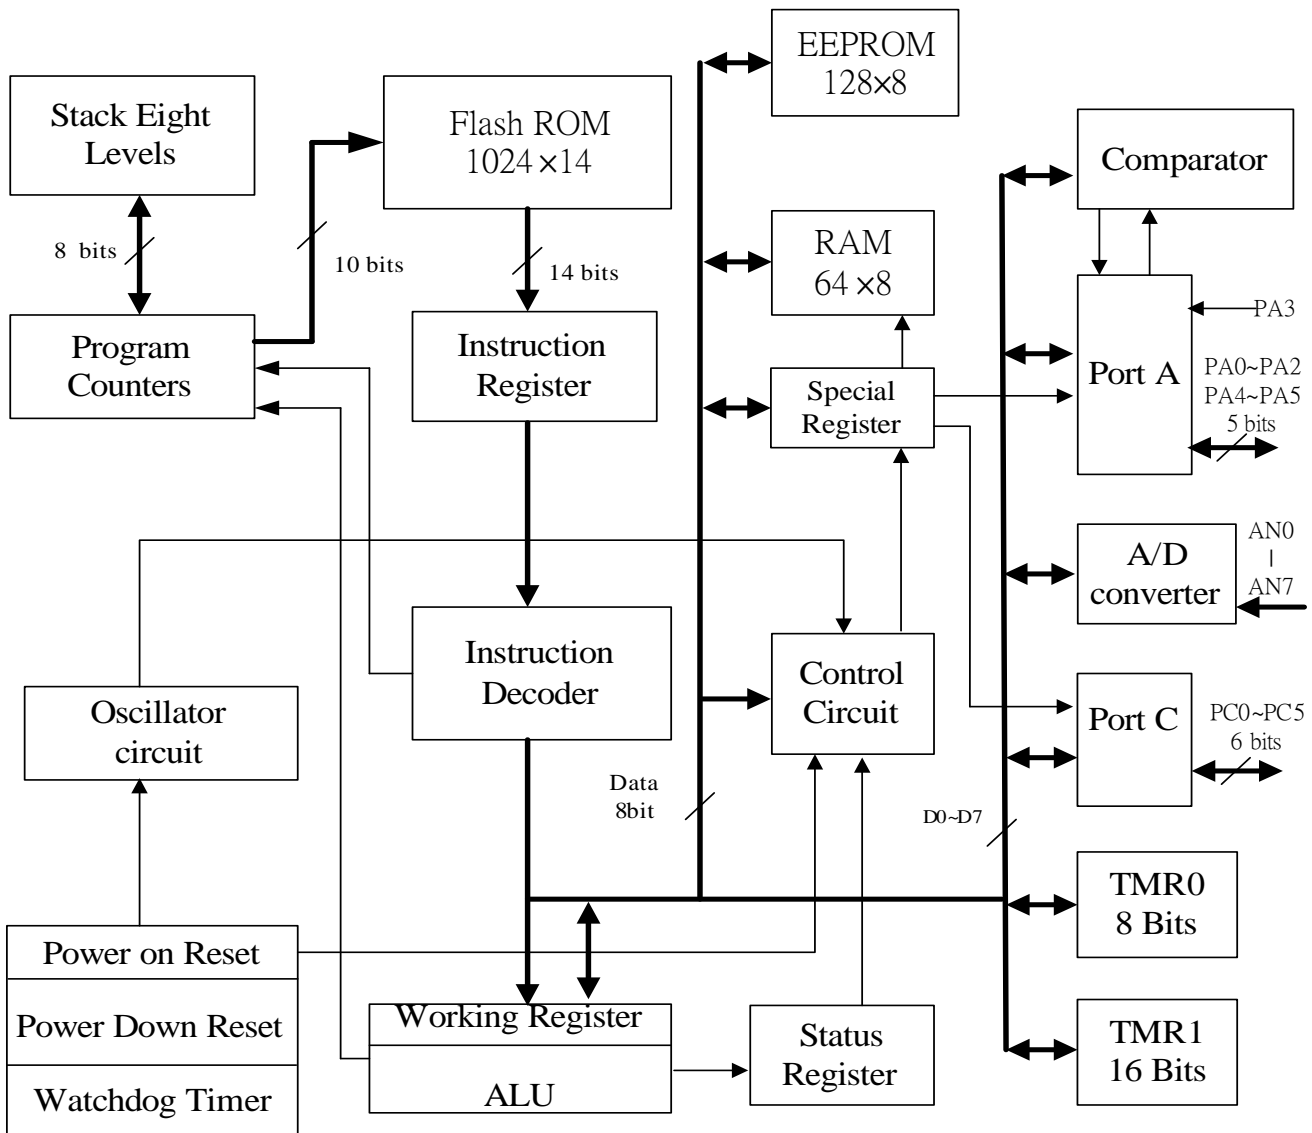 EEPROM
128×8
Stack Eight
Levels
Flash ROM
1024×14
Comparator
8 bits
10 bits
14 bits
RAM
64×8
PA3
Program
Counters
Instruction
Register
Special
Register
Port A
PA0~PA2
PA4~PA5
5 bits
A/D
converter
AN0
|
AN7
Instruction
Decoder
Control
Circuit
Oscillator
circuit
Port C
PC0~PC5
6 bits
Data
8bit
D0~D7
TMR0
8 Bits
Power on Reset
Power Down Reset
Watchdog Timer
Working Register
ALU
Status
Register
TMR1
16 Bits